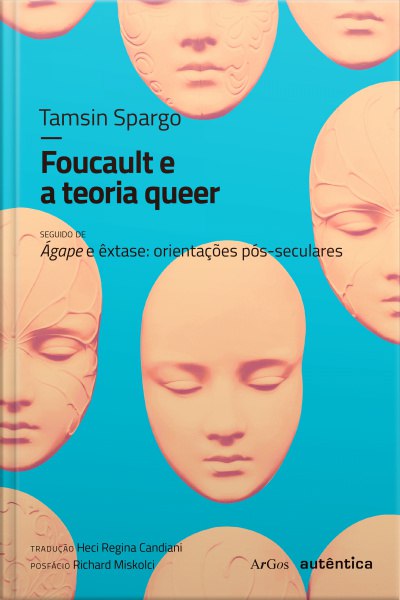 Tamsin Spargo
Foucault e
a teoria queer
SEGUIDO DE
Ágape e êxtase: orientações pós-seculares
TRADUÇÃO Heci Regina Candiani
POSFÁCIO Richard Miskolci
ArGos autêntica